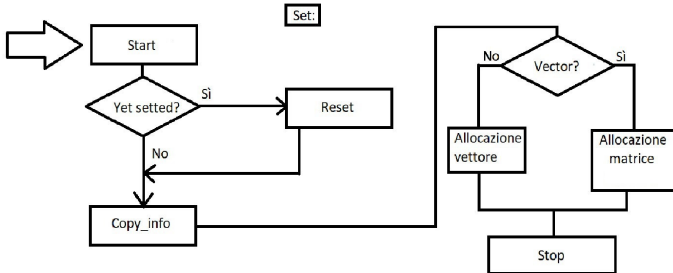 Set:
Start
Yet setted?
Sì
Reset
No
Copy_info
Vector?
No
Sì
Allocazione
vettore
Allocazione
matrice
Stop